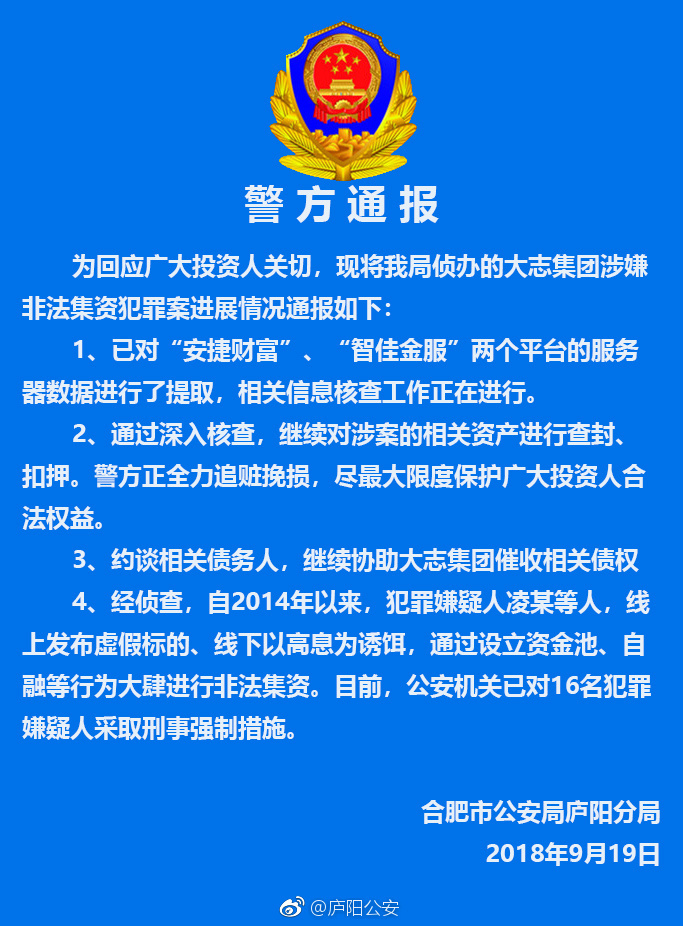 警方通报
为回应广大投资人关切，现将我局侦办的大志集团涉嫌
非法集资犯罪案进展情况通报如下：
1、已对“安捷财富”、“智佳金服”两个平台的服务
器数据进行了提取，相关信息核查工作正在进行。
2、通过深入核查，继续对涉案的相关资产进行查封、
扣押。警方正全力追赃挽损，尽最大限度保护广大投资人合
法权益。
3、约谈相关债务人，继续协助大志集团催收相关债权
4、经侦查，自2014年以来，犯罪嫌疑人凌某等人，线
上发布虚假标的、线下以高息为诱饵，通过设立资金池、自
融等行为大肆进行非法集资。目前，公安机关已对16名犯罪
嫌疑人采取刑事强制措施。
合肥市公安局庐阳分局
2018年9月19日
@庐阳公安